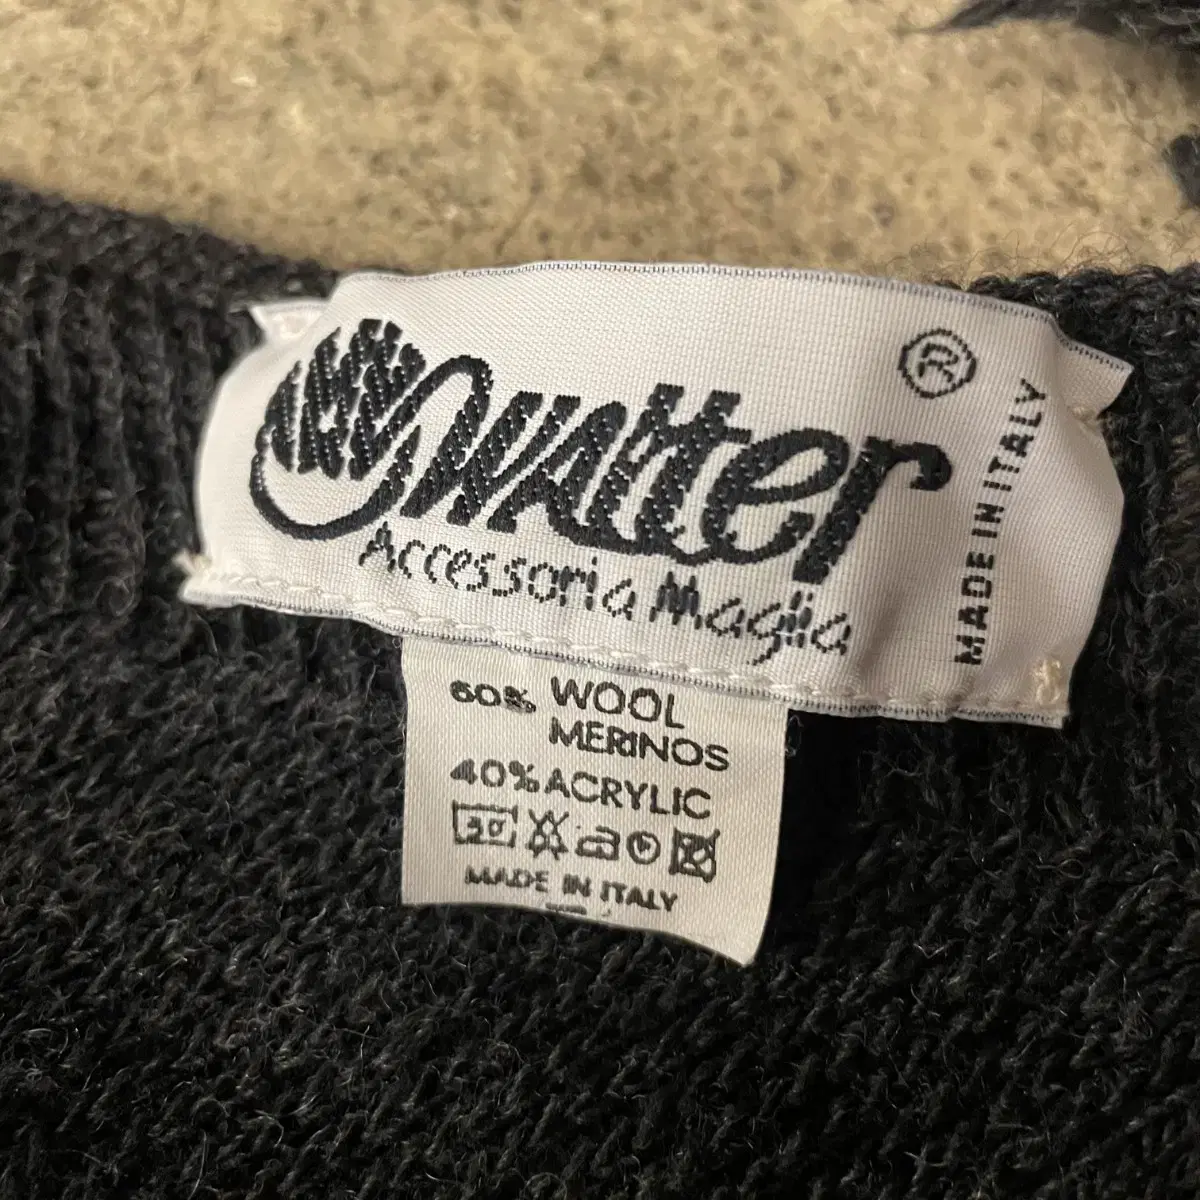 Walter
®
Accessoria Maglia
MADE IN ITALY
60% WOOL
MERINOS
40% ACRYLIC
30
MADE IN ITALY